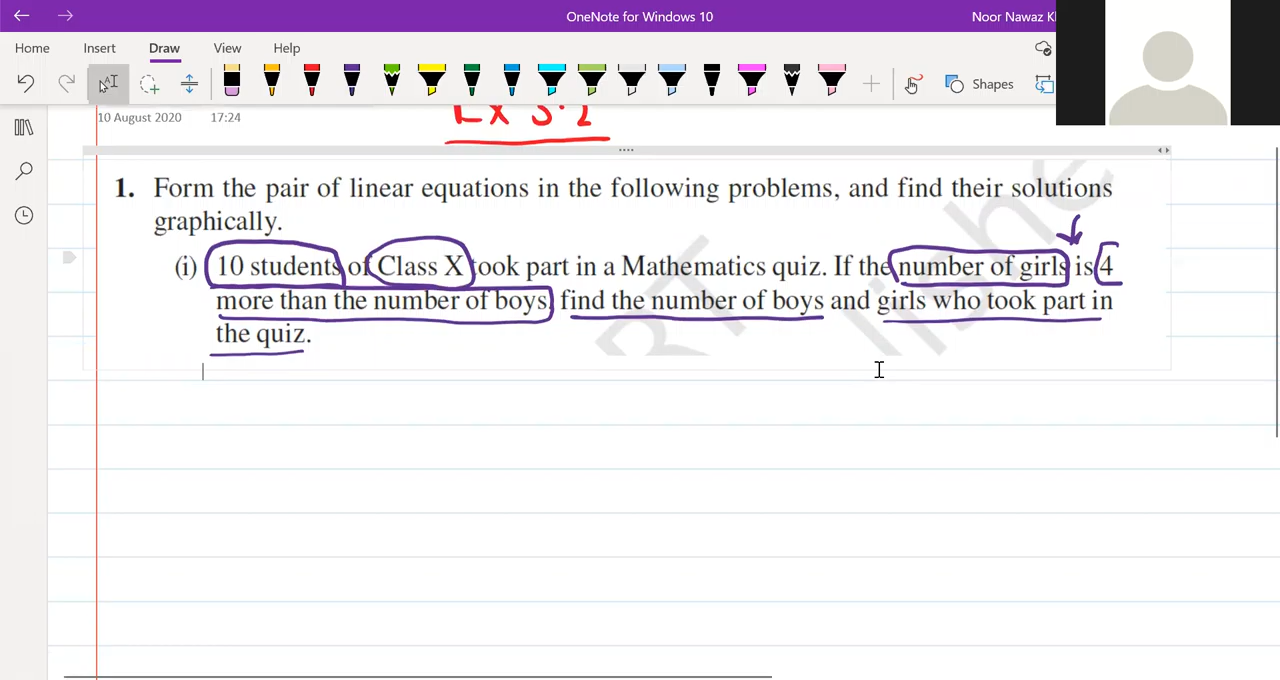 OneNote for Windows 10
Noor Nawaz Kh
Home Insert Draw View Help
Shapes
Ex 3.2
10 August 2020 17:24
1. Form the pair of linear equations in the following problems, and find their solutions
graphically.
(i) 10 students of Class X took part in a Mathematics quiz. If the number of girls is 4
more than the number of boys, find the number of boys and girls who took part in
the quiz.